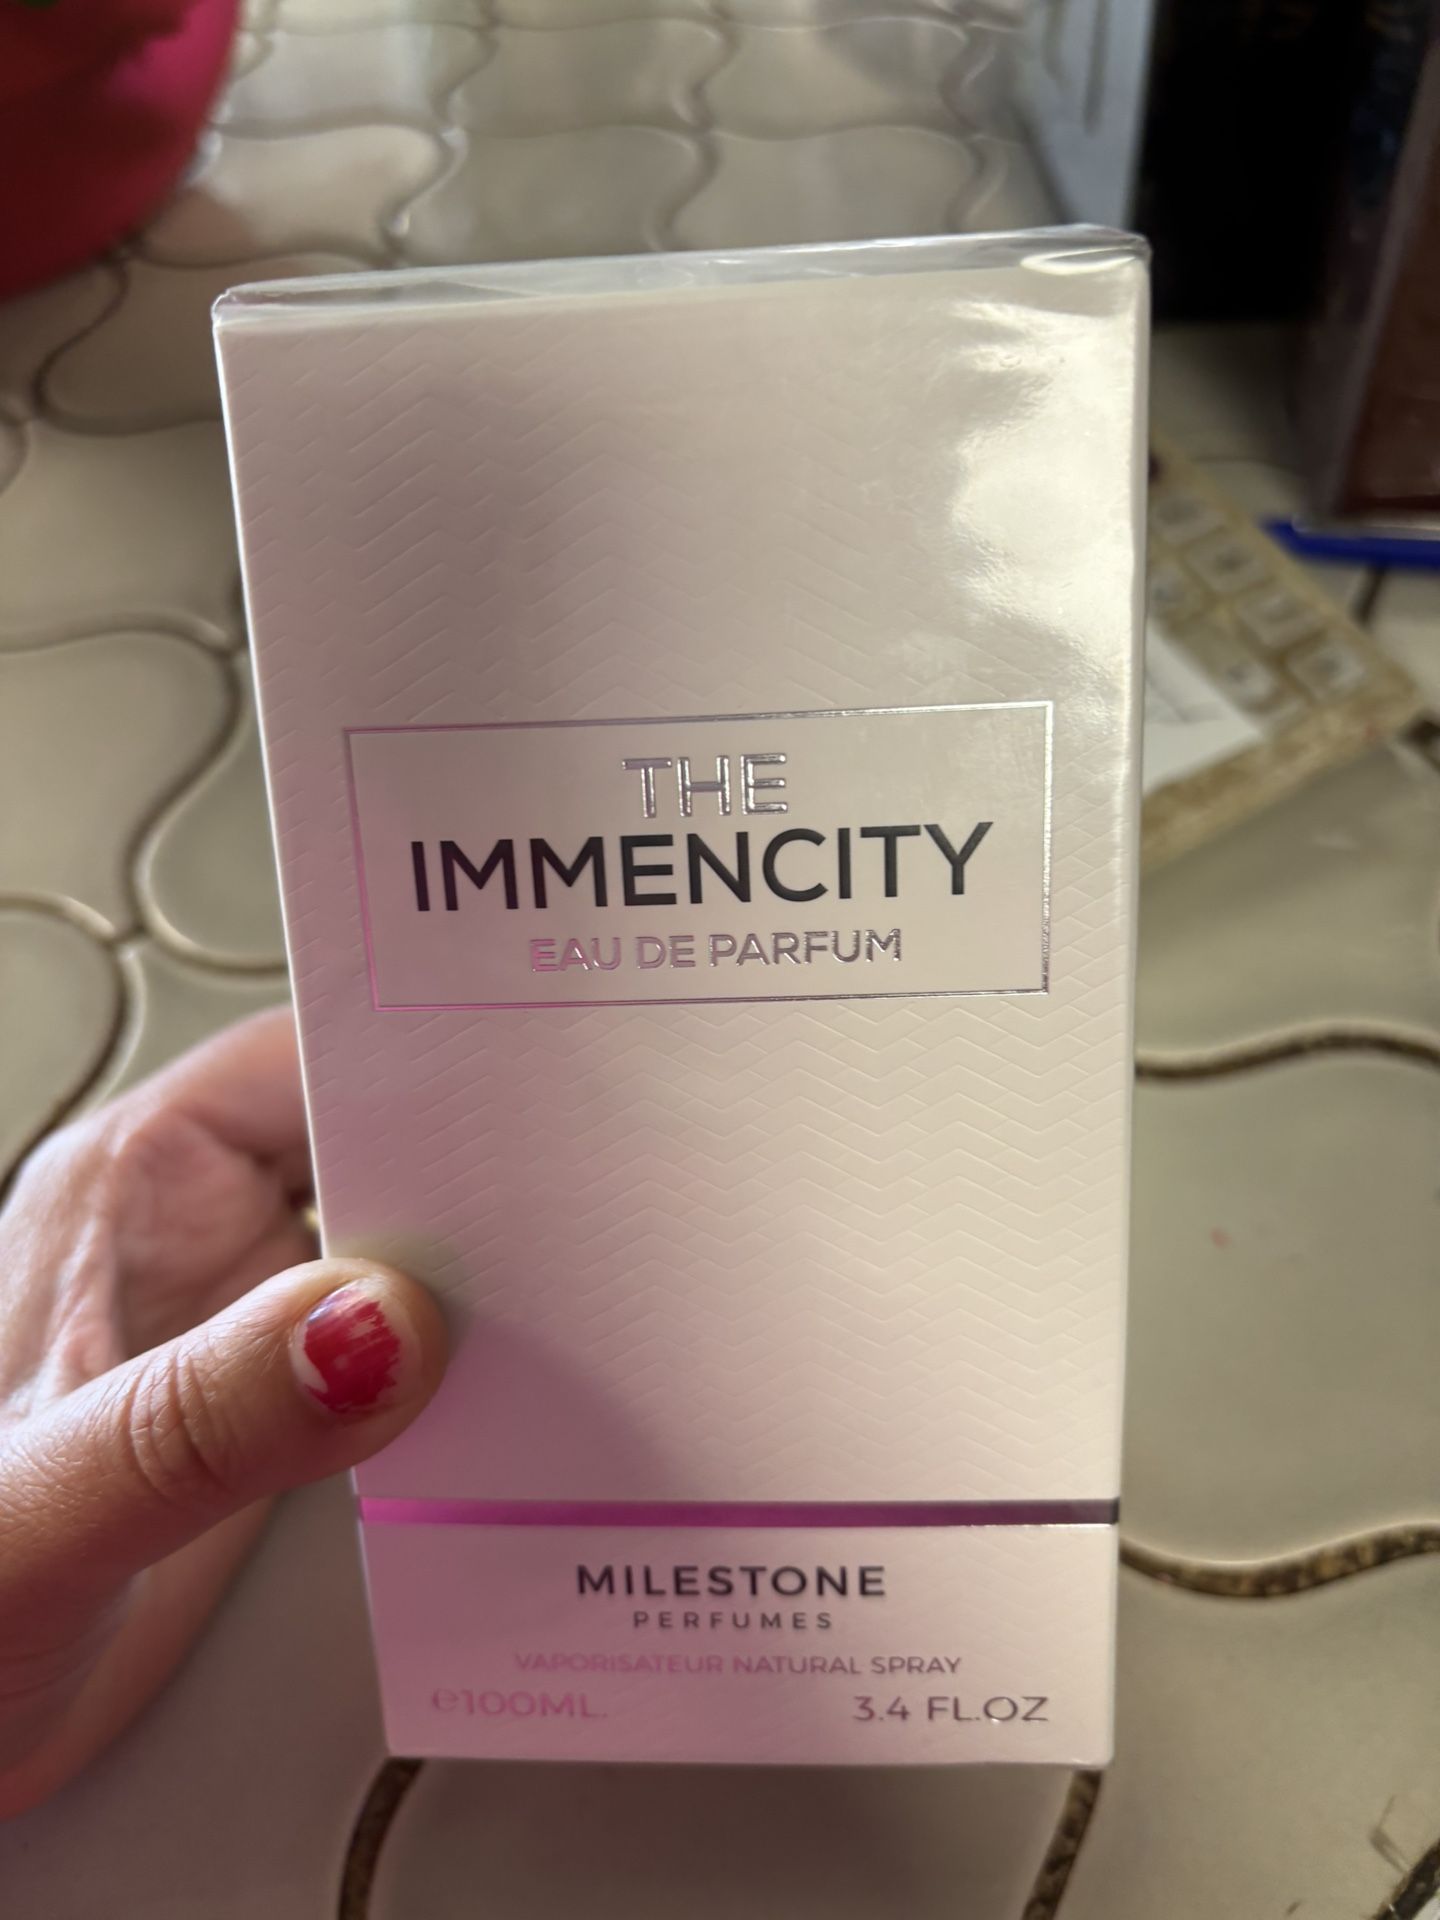 THE
IMMENCITY
EAU DE PARFUM
MILESTONE
PERFUMES
VAPORISATEUR NATURAL SPRAY
℮100ML.
3.4 FL.OZ